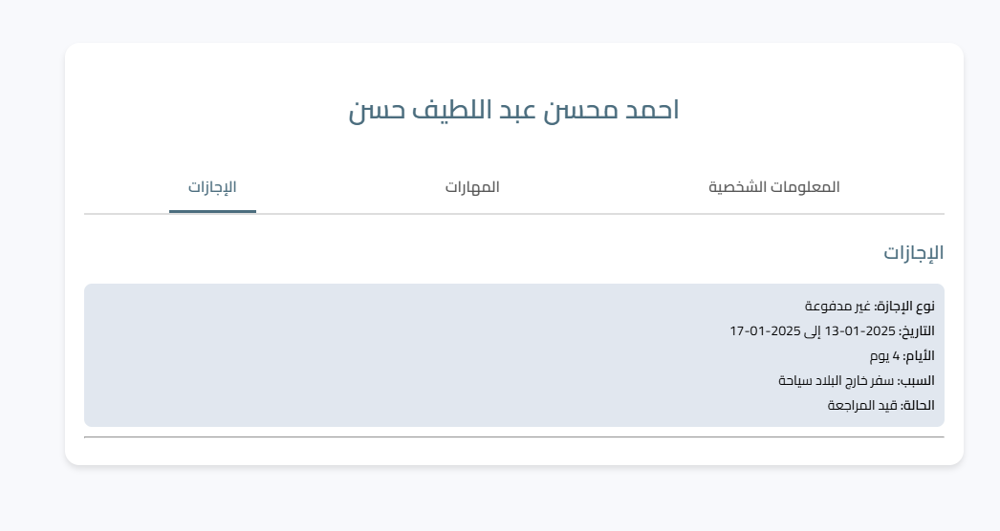 احمد محسن عبد اللطيف حسن
المعلومات الشخصية
المهارات
الإجازات
الإجازات
نوع الإجازة: غير مدفوعة
التاريخ: 2025-01-13 إلى 2025-01-17
الأيام: 4 يوم
السبب: سفر خارج البلاد سياحة
الحالة: قيد المراجعة